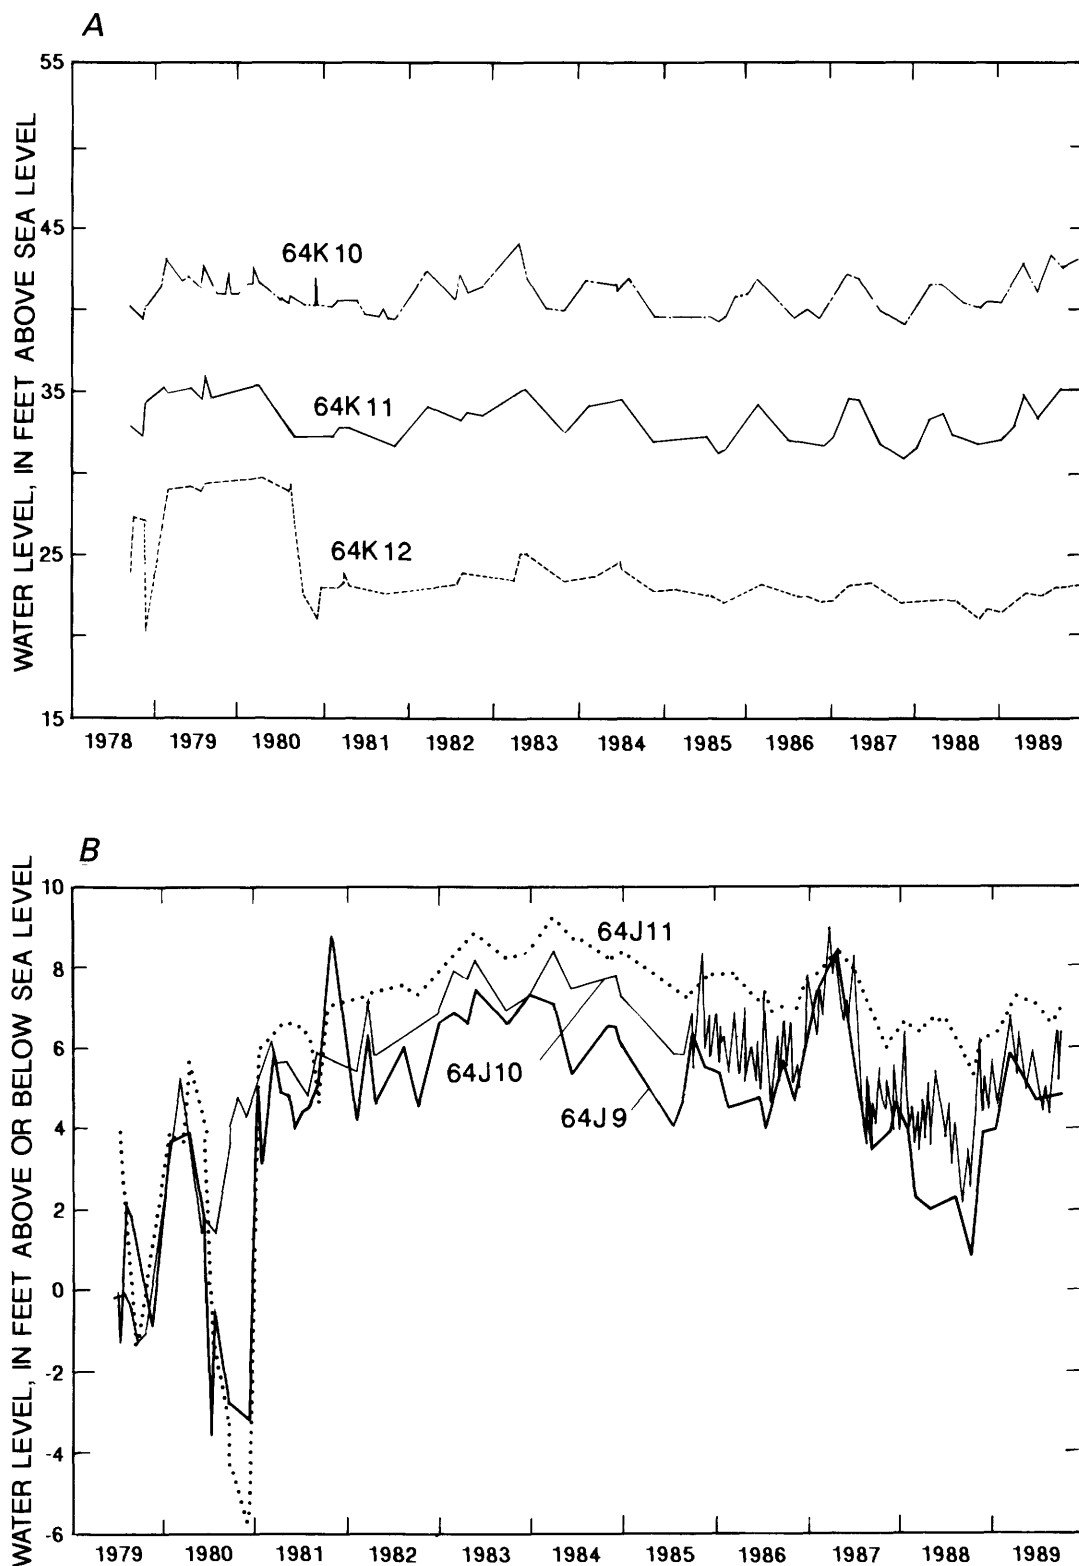 A
WATER LEVEL, IN FEET ABOVE SEA LEVEL
55
45
35
25
15
64K10
64K11
64K12
1978 1979 1980 1981 1982 1983 1984 1985 1986 1987 1988 1989
B
WATER LEVEL, IN FEET ABOVE OR BELOW SEA LEVEL
10
8
6
4
2
0
-2
-4
-6
64J11
64J10
64J9
1979 1980 1981 1982 1983 1984 1985 1986 1987 1988 1989